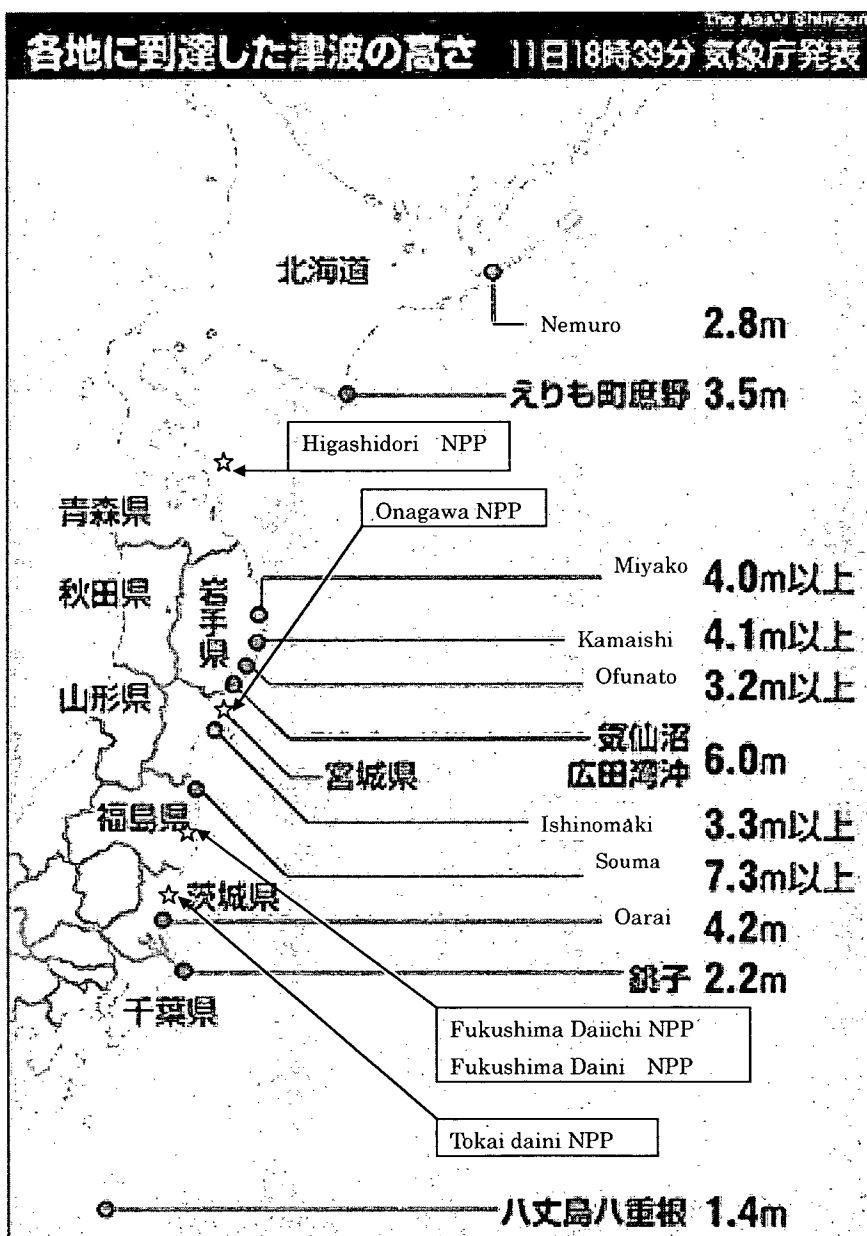 The Asahi Shimbun
各地に到達した津波の高さ 11日18時39分 気象庁発表
北海道
Nemuro 2.8m
えりも町庶野 3.5m
Higashidori NPP
青森県
Onagawa NPP
秋田県
岩手県
Miyako 4.0m以上
Kamaishi 4.1m以上
Ofunato 3.2m以上
山形県
気仙沼
広田湾沖 6.0m
宮城県
福島県
Ishinomaki 3.3m以上
Souma 7.3m以上
茨城県
Oarai 4.2m
銚子 2.2m
千葉県
Fukushima Daiichi NPP
Fukushima Daini NPP
Tokai daini NPP
八丈島八重根 1.4m